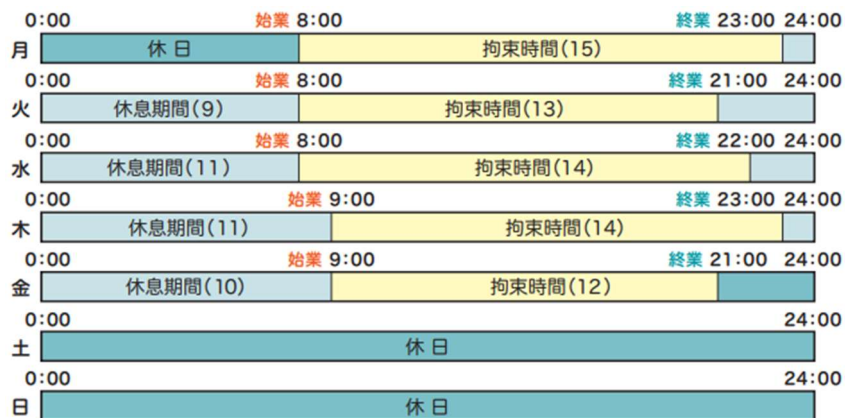 0:00 始業 8:00 終業 23:00 24:00
月 休日 拘束時間(15)
0:00 始業 8:00 終業 21:00 24:00
火 休息期間(9) 拘束時間(13)
0:00 始業 8:00 終業 22:00 24:00
水 休息期間(11) 拘束時間(14)
0:00 始業 9:00 終業 23:00 24:00
木 休息期間(11) 拘束時間(14)
0:00 始業 9:00 終業 21:00 24:00
金 休息期間(10) 拘束時間(12)
0:00 24:00
土 休日
0:00 24:00
日 休日